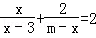 x/(x-3) + 2/(m-x) = 2